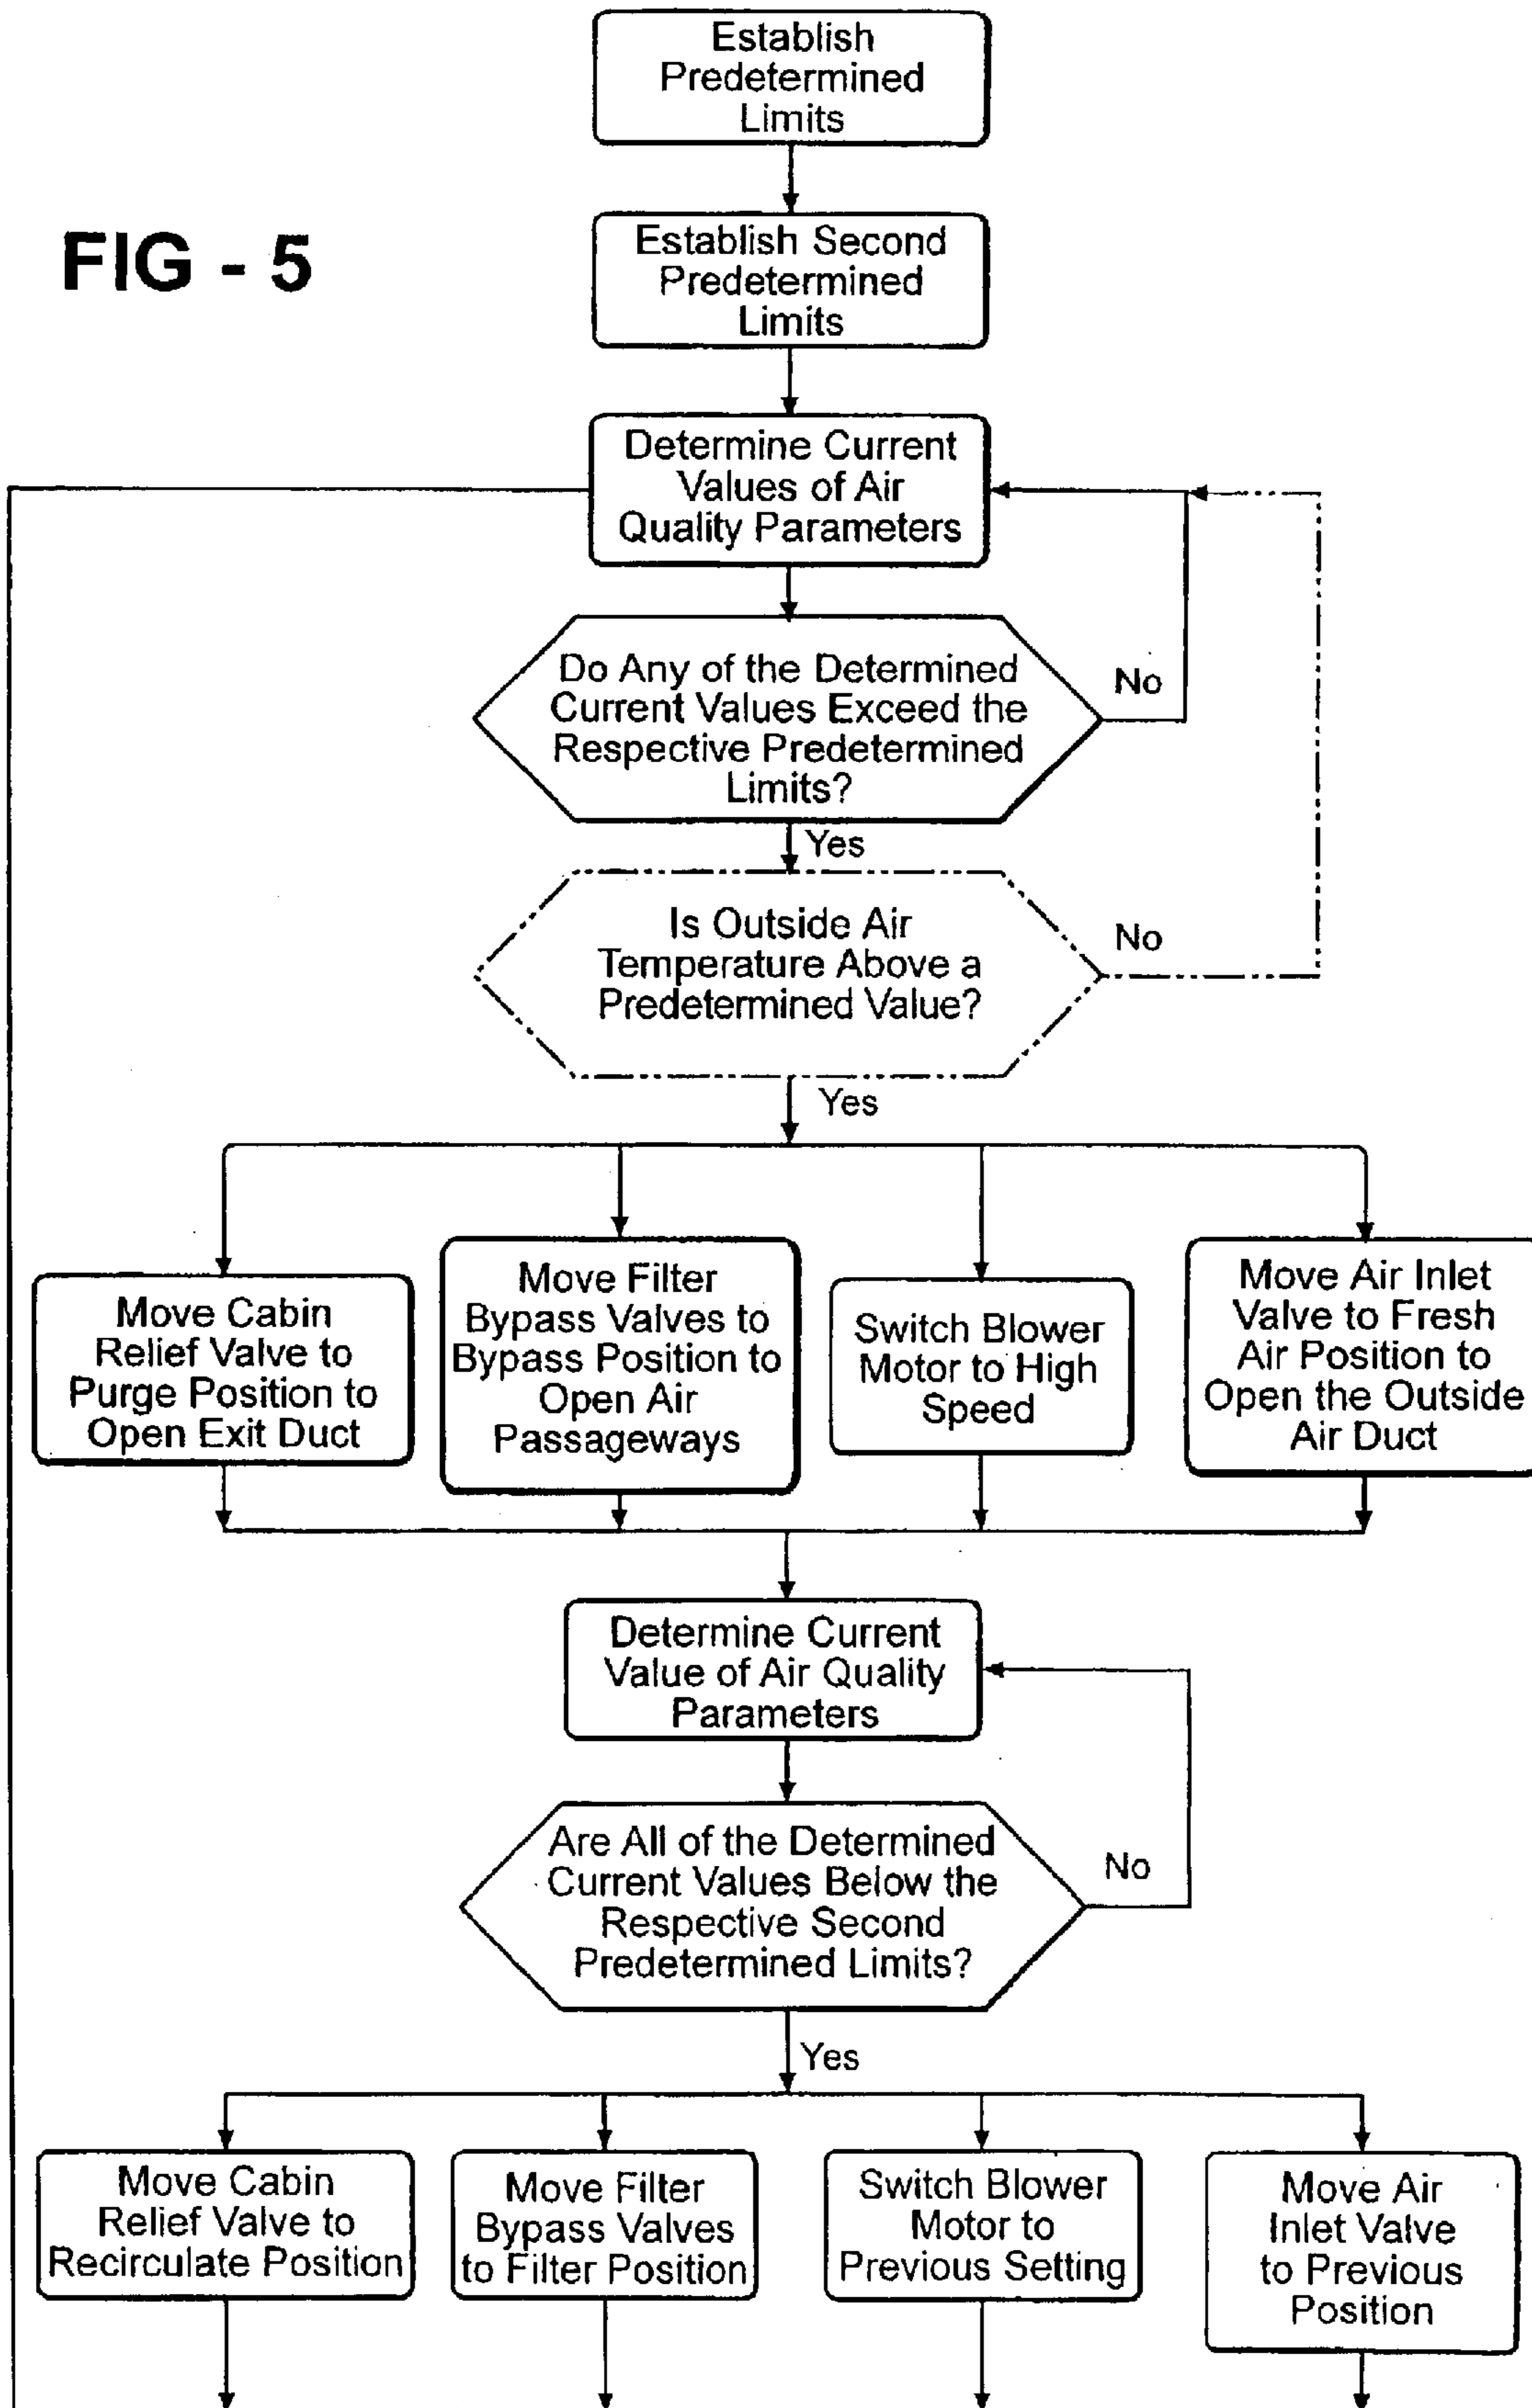 Establish
Predetermined
Limits
FIG - 5
Establish Second
Predetermined
Limits
Determine Current
Values of Air
Quality Parameters
Do Any of the Determined
Current Values Exceed the
Respective Predetermined
Limits?
No
Yes
Is Outside Air
Temperature Above a
Predetermined Value?
No
Yes
Move Cabin
Relief Valve to
Purge Position to
Open Exit Duct
Move Filter
Bypass Valves to
Bypass Position to
Open Air
Passageways
Switch Blower
Motor to High
Speed
Move Air Inlet
Valve to Fresh
Air Position to
Open the Outside
Air Duct
Determine Current
Value of Air Quality
Parameters
Are All of the Determined
Current Values Below the
Respective Second
Predetermined Limits?
No
Yes
Move Cabin
Relief Valve to
Recirculate Position
Move Filter
Bypass Valves
to Filter Position
Switch Blower
Motor to
Previous Setting
Move Air
Inlet Valve
to Previous
Position